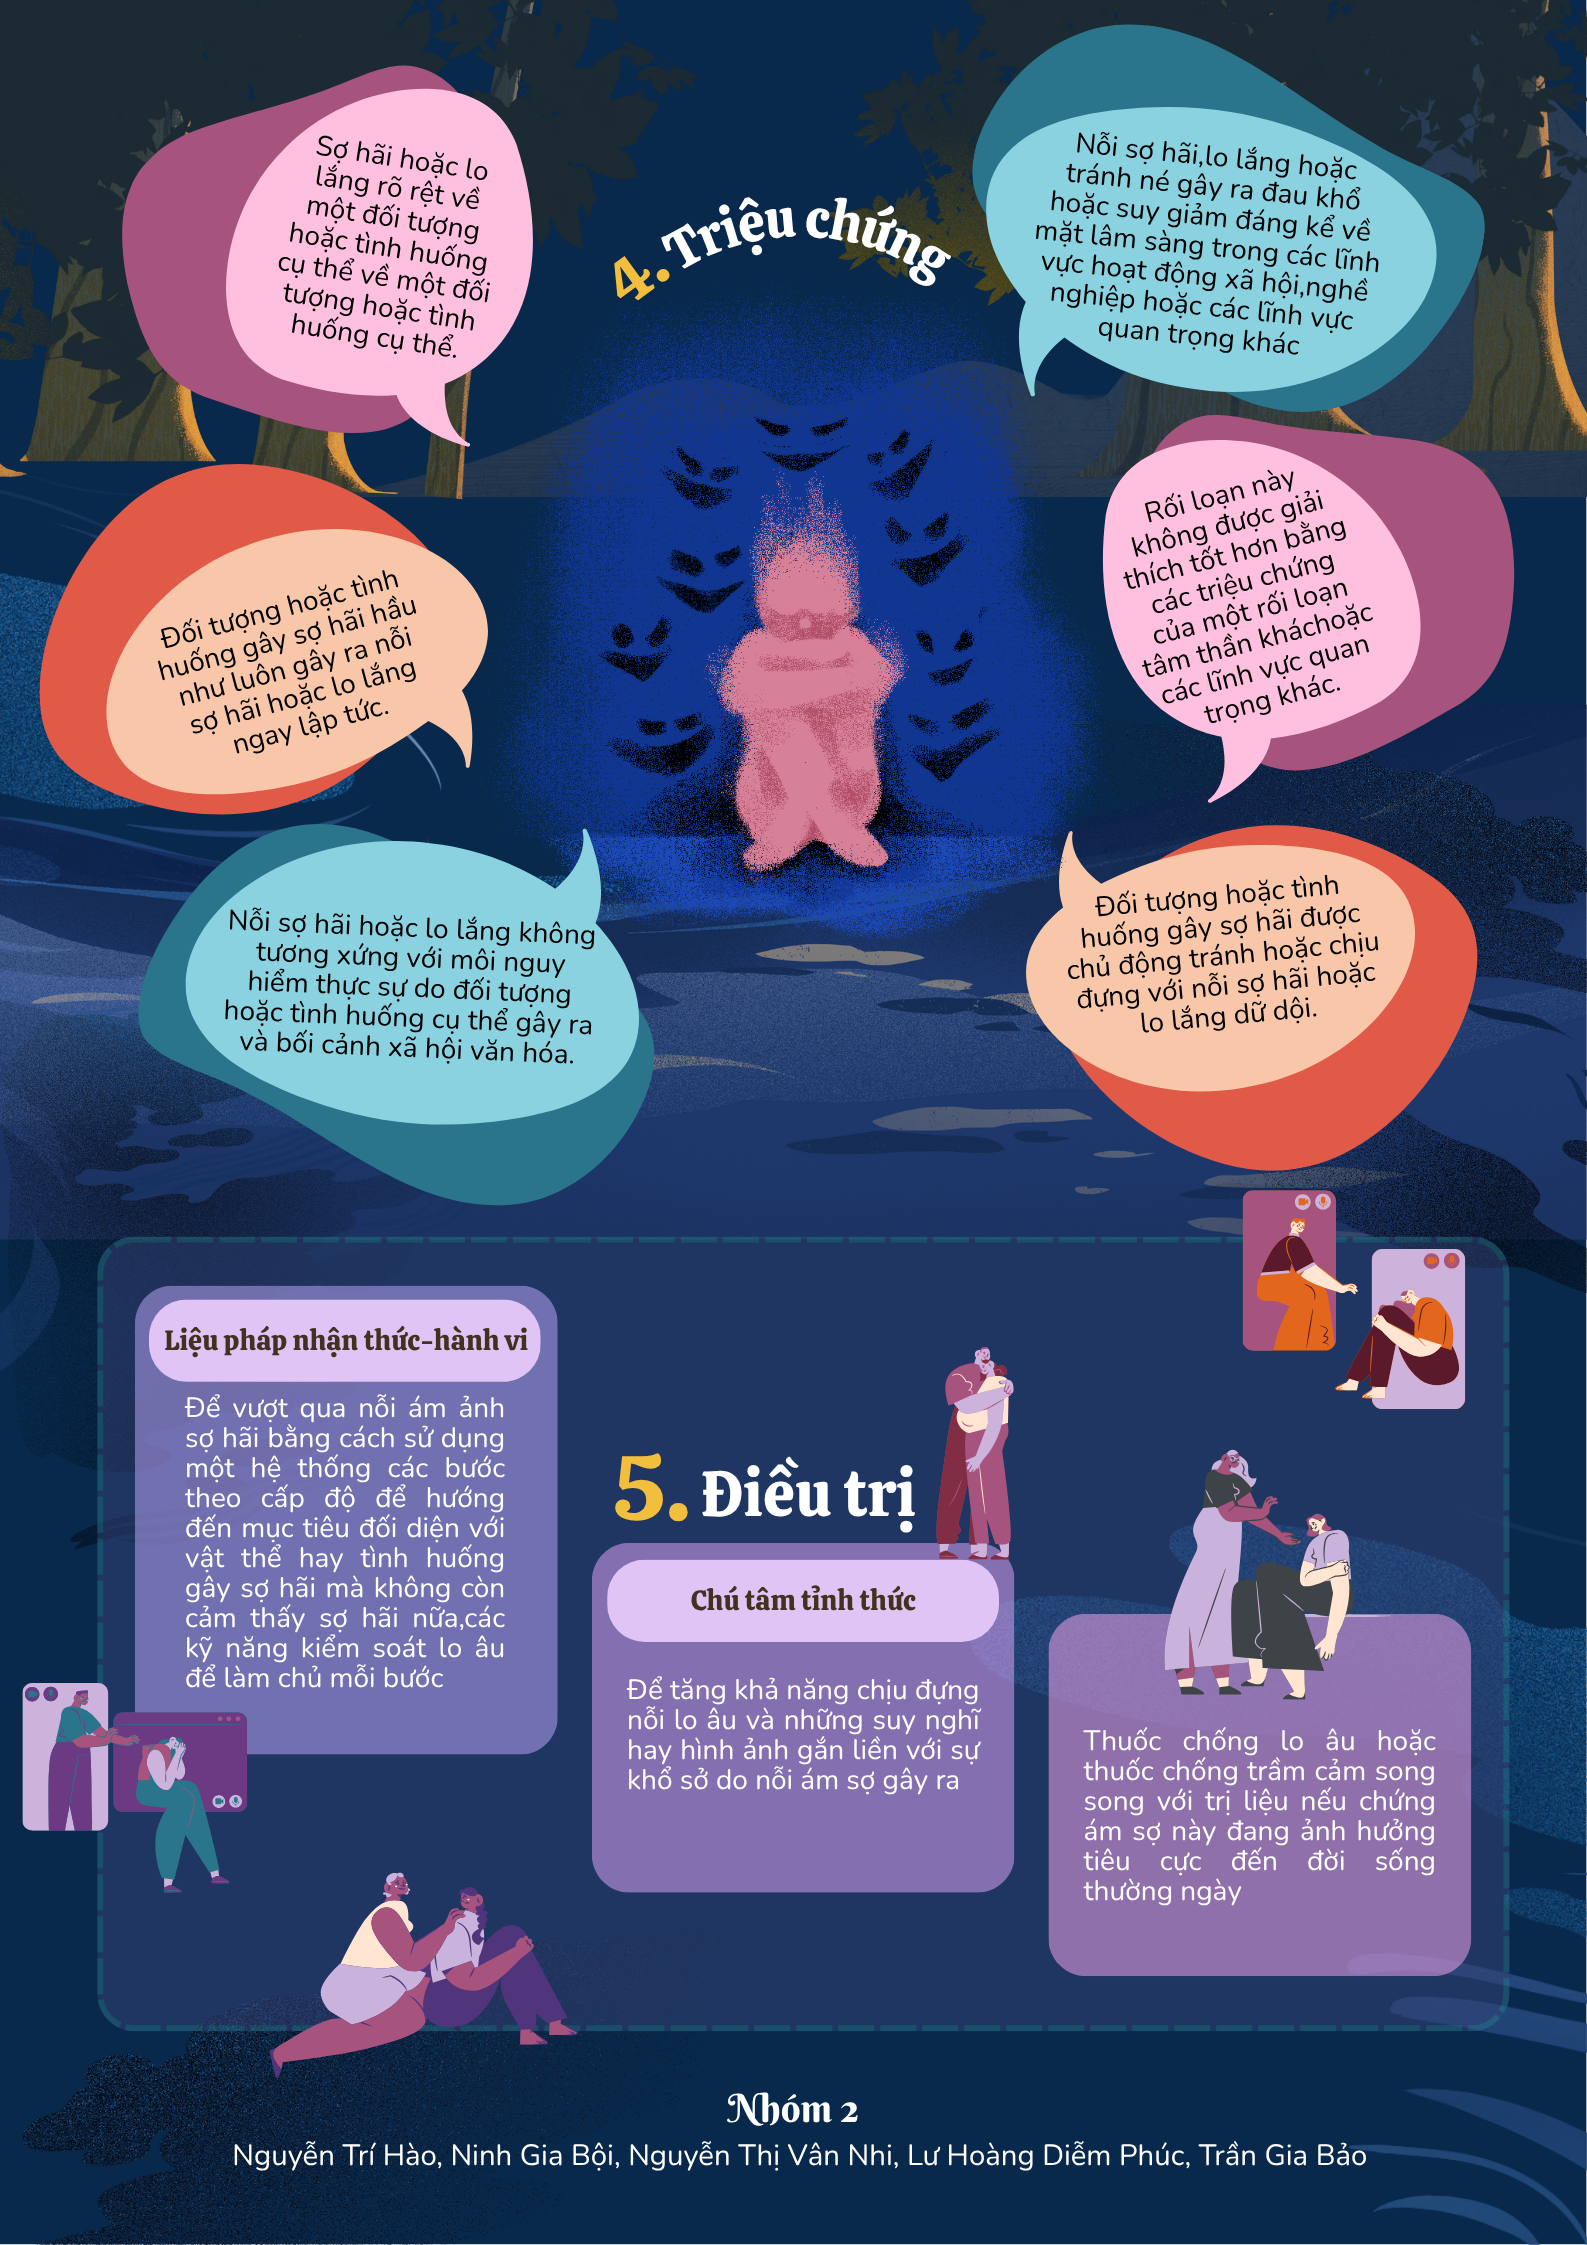 4. Triệu chứng
Sợ hãi hoặc lo
lắng rõ rệt về
một đối tượng
hoặc tình huống
cụ thể về một đối
tượng hoặc tình
huống cụ thể.
Nỗi sợ hãi,lo lắng hoặc
tránh né gây ra đau khổ
hoặc suy giảm đáng kể về
mặt lâm sàng trong các lĩnh
vực hoạt động xã hội,nghề
nghiệp hoặc các lĩnh vực
quan trọng khác
Đối tượng hoặc tình
huống gây sợ hãi hầu
như luôn gây ra nỗi
sợ hãi hoặc lo lắng
ngay lập tức.
Rối loạn này
không được giải
thích tốt hơn bằng
các triệu chứng
của một rối loạn
tâm thần kháchoặc
các lĩnh vực quan
trọng khác.
Nỗi sợ hãi hoặc lo lắng không
tương xứng với môi nguy
hiểm thực sự do đối tượng
hoặc tình huống cụ thể gây ra
và bối cảnh xã hội văn hóa.
Đối tượng hoặc tình
huống gây sợ hãi được
chủ động tránh hoặc chịu
đựng với nỗi sợ hãi hoặc
lo lắng dữ dội.
5. Điều trị
Liệu pháp nhận thức-hành vi
Để vượt qua nỗi ám ảnh
sợ hãi bằng cách sử dụng
một hệ thống các bước
theo cấp độ để hướng
đến mục tiêu đối diện với
vật thể hay tình huống
gây sợ hãi mà không còn
cảm thấy sợ hãi nữa,các
kỹ năng kiểm soát lo âu
để làm chủ mỗi bước
Chú tâm tỉnh thức
Để tăng khả năng chịu đựng
nỗi lo âu và những suy nghĩ
hay hình ảnh gắn liền với sự
khổ sở do nỗi ám sợ gây ra
Thuốc chống lo âu hoặc
thuốc chống trầm cảm song
song với trị liệu nếu chứng
ám sợ này đang ảnh hưởng
tiêu cực đến đời sống
thường ngày
Nhóm 2
Nguyễn Trí Hào, Ninh Gia Bội, Nguyễn Thị Vân Nhi, Lư Hoàng Diễm Phúc, Trần Gia Bảo